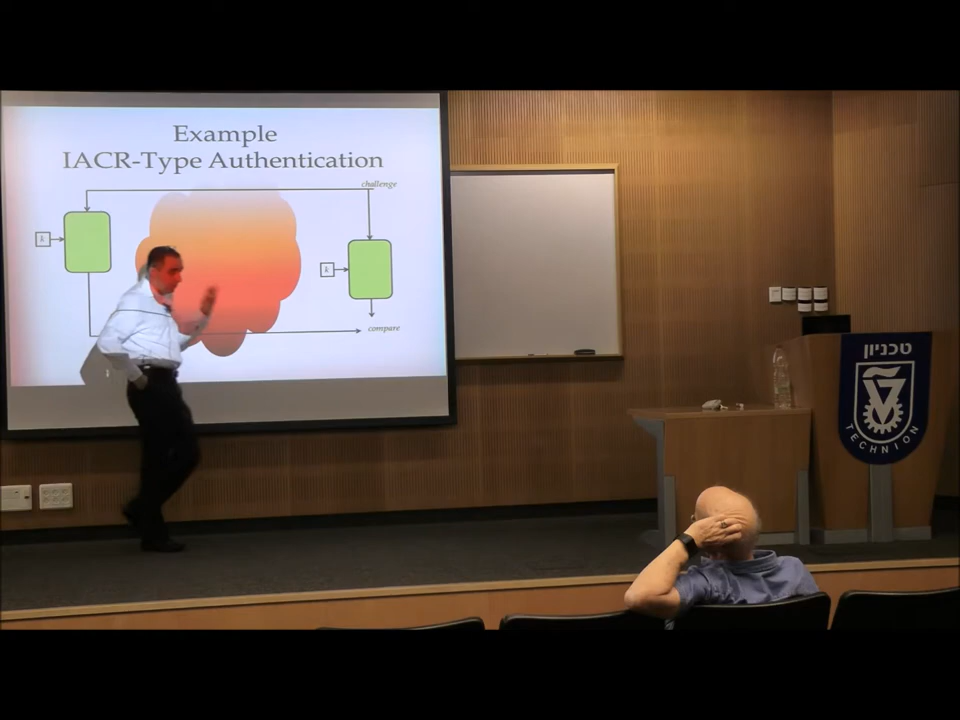 Example
IACR-Type Authentication
challenge
k
k
compare
טכניון
TECHNION